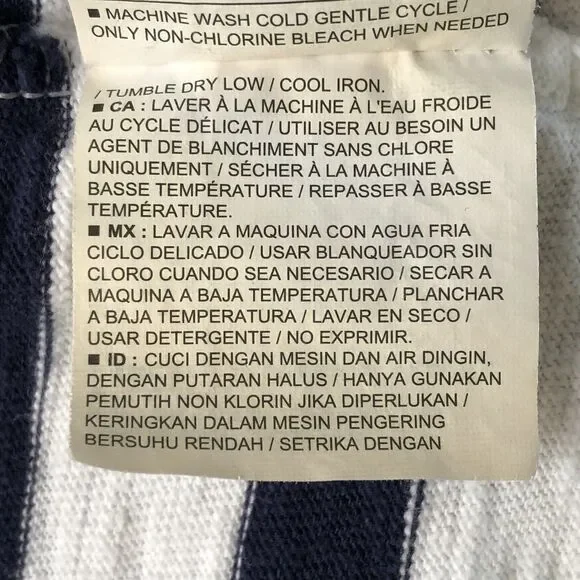 ■ MACHINE WASH COLD GENTLE CYCLE /
ONLY NON-CHLORINE BLEACH WHEN NEEDED
/ TUMBLE DRY LOW / COOL IRON.
■ CA : LAVER À LA MACHINE À L'EAU FROIDE
AU CYCLE DÉLICAT / UTILISER AU BESOIN UN
AGENT DE BLANCHIMENT SANS CHLORE
UNIQUEMENT / SÉCHER À LA MACHINE À
BASSE TEMPÉRATURE / REPASSER À BASSE
TEMPÉRATURE.
■ MX : LAVAR A MAQUINA CON AGUA FRIA
CICLO DELICADO / USAR BLANQUEADOR SIN
CLORO CUANDO SEA NECESARIO / SECAR A
MAQUINA A BAJA TEMPERATURA / PLANCHAR
A BAJA TEMPERATURA / LAVAR EN SECO /
USAR DETERGENTE / NO EXPRIMIR.
■ ID : CUCI DENGAN MESIN DAN AIR DINGIN,
DENGAN PUTARAN HALUS / HANYA GUNAKAN
PEMUTIH NON KLORIN JIKA DIPERLUKAN /
KERINGKAN DALAM MESIN PENGERING
BERSUHU RENDAH / SETRIKA DENGAN